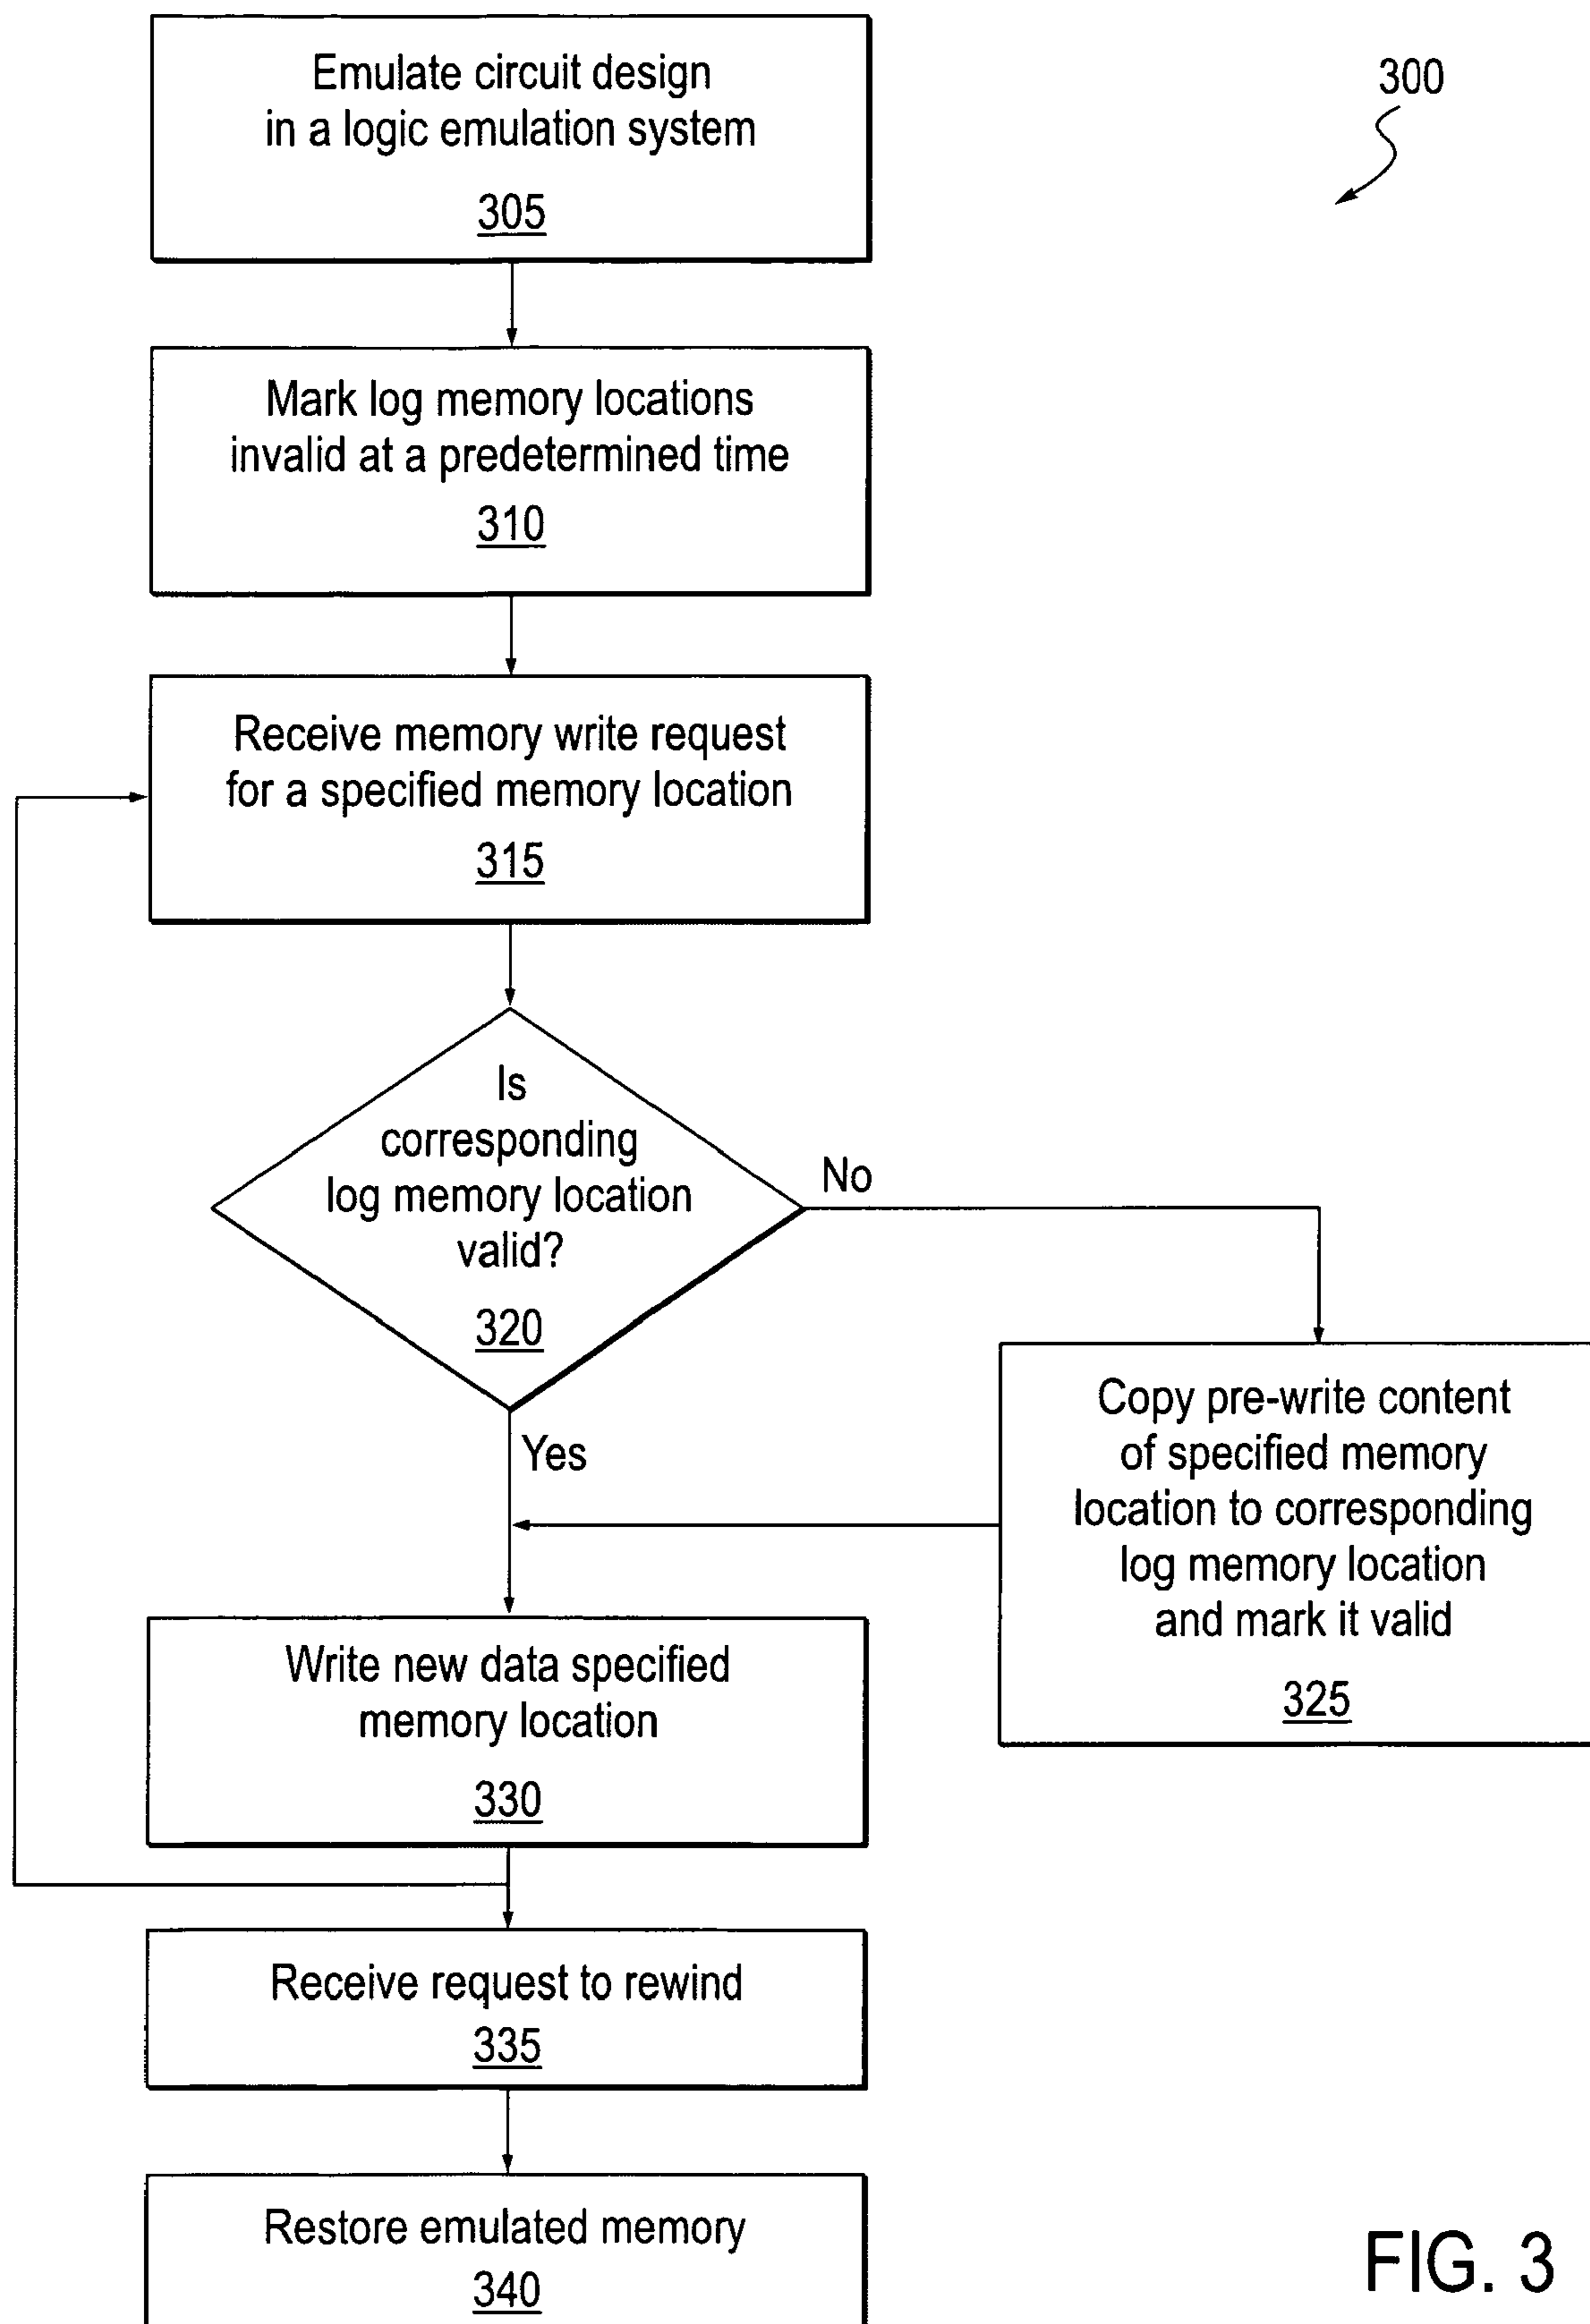 Emulate circuit design
in a logic emulation system
305
300
Mark log memory locations
invalid at a predetermined time
310
Receive memory write request
for a specified memory location
315
Is
corresponding
log memory location
valid?
320
No
Yes
Copy pre-write content
of specified memory
location to corresponding
log memory location
and mark it valid
325
Write new data specified
memory location
330
Receive request to rewind
335
Restore emulated memory
340
FIG. 3